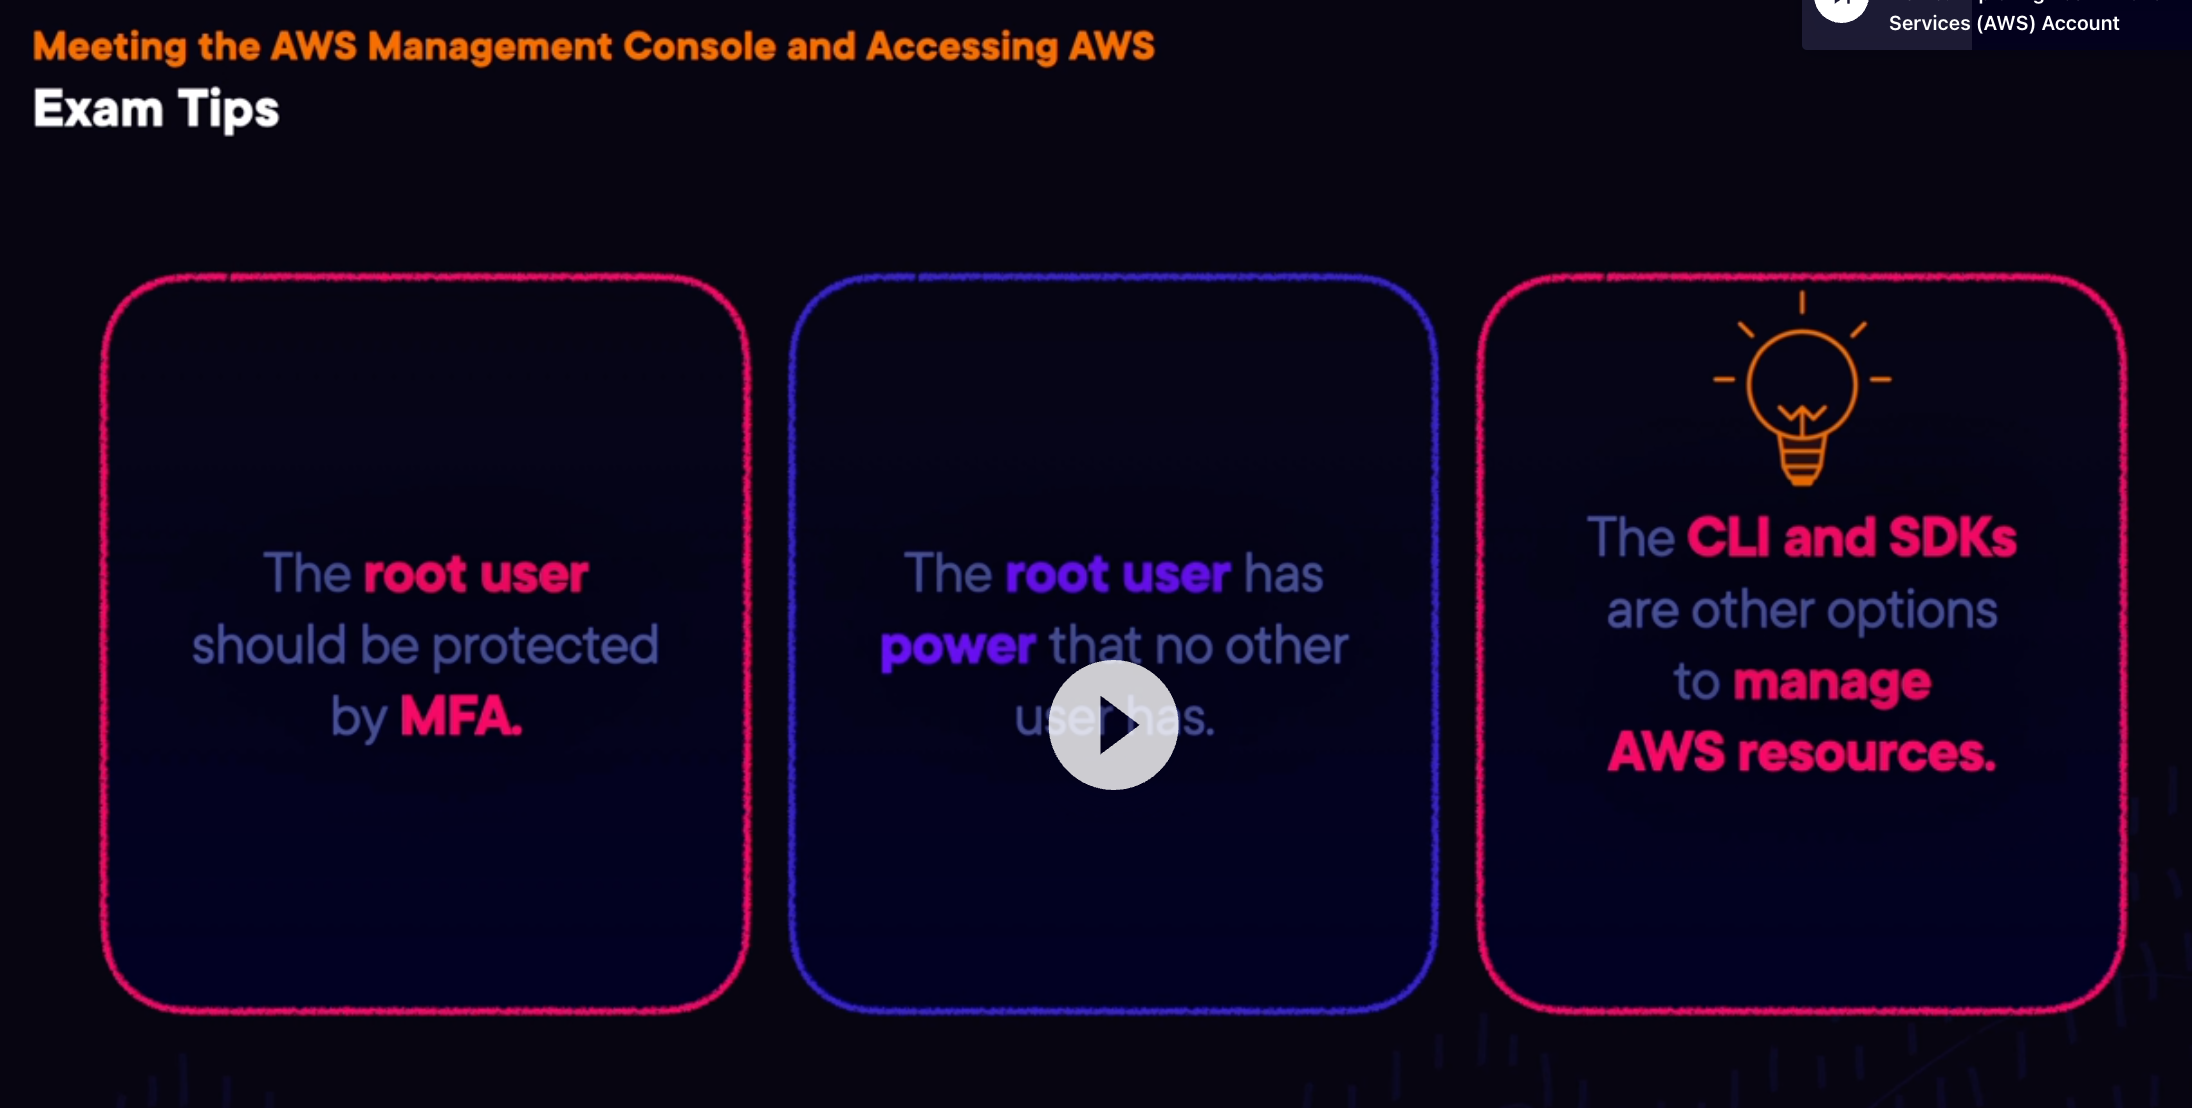 Services (AWS) Account
Meeting the AWS Management Console and Accessing AWS
Exam Tips
The root user
should be protected
by MFA.
The root user has
power that no other
user has.
The CLI and SDKs
are other options
to manage
AWS resources.